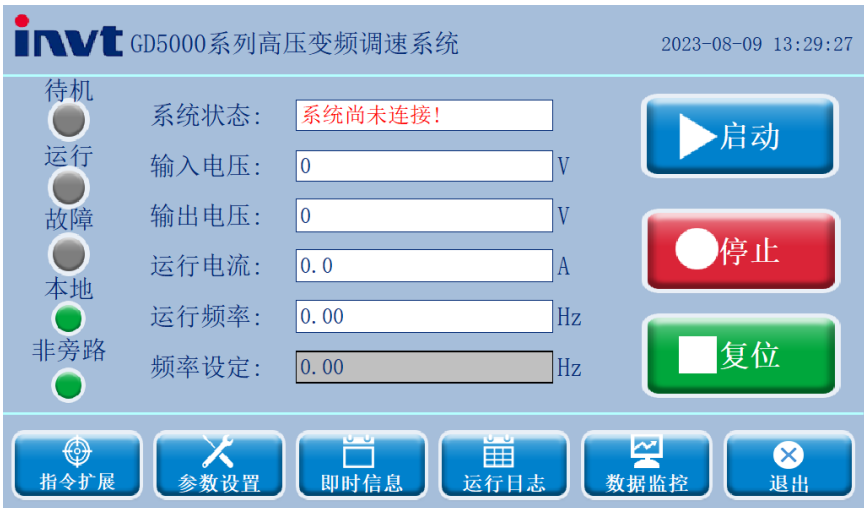 invt GD5000系列高压变频调速系统 2023-08-09 13:29:27
待机
运行
故障
本地
非旁路
系统状态: 系统尚未连接!
输入电压: 0 V
输出电压: 0 V
运行电流: 0.0 A
运行频率: 0.00 Hz
频率设定: 0.00 Hz
启动
停止
复位
指令扩展 参数设置 即时信息 运行日志 数据监控 退出